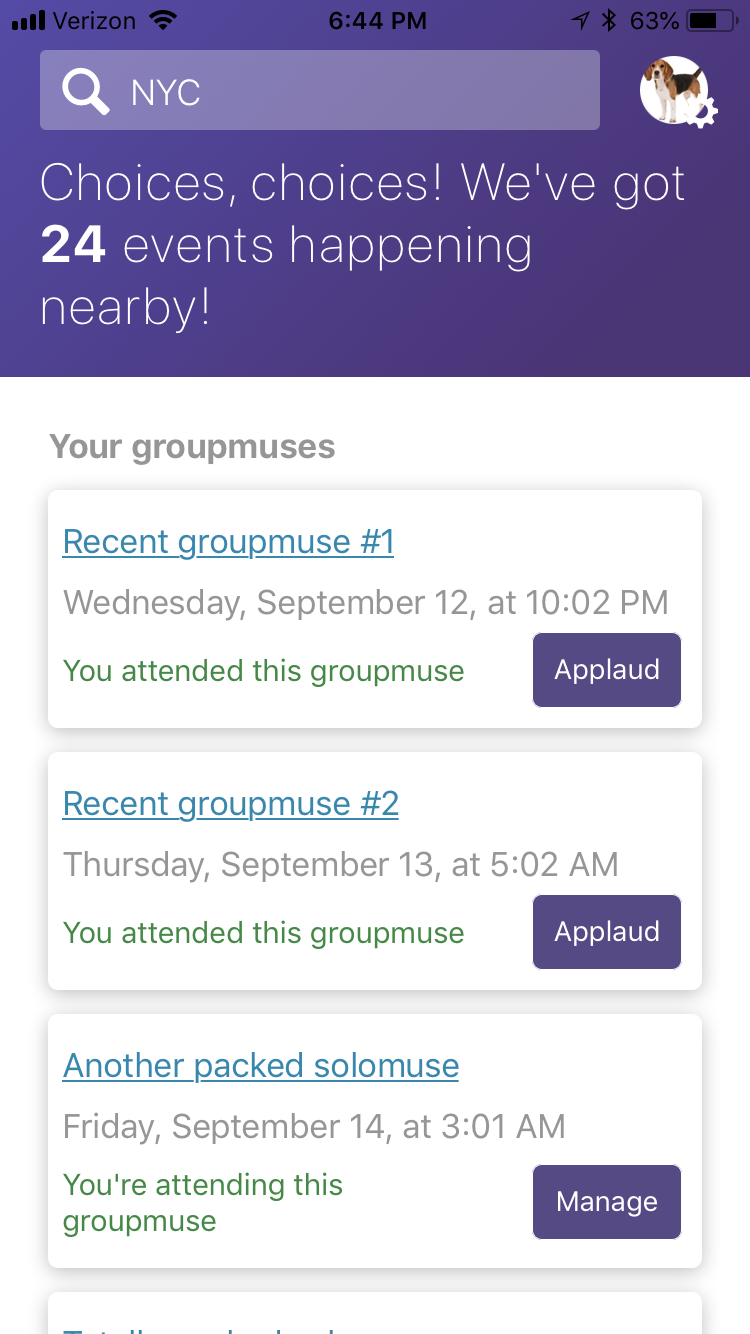 Verizon 6:44 PM 63%
NYC
Choices, choices! We've got
24 events happening
nearby!
Your groupmuses
Recent groupmuse #1
Wednesday, September 12, at 10:02 PM
You attended this groupmuse Applaud
Recent groupmuse #2
Thursday, September 13, at 5:02 AM
You attended this groupmuse Applaud
Another packed solomuse
Friday, September 14, at 3:01 AM
You're attending this
groupmuse
Manage